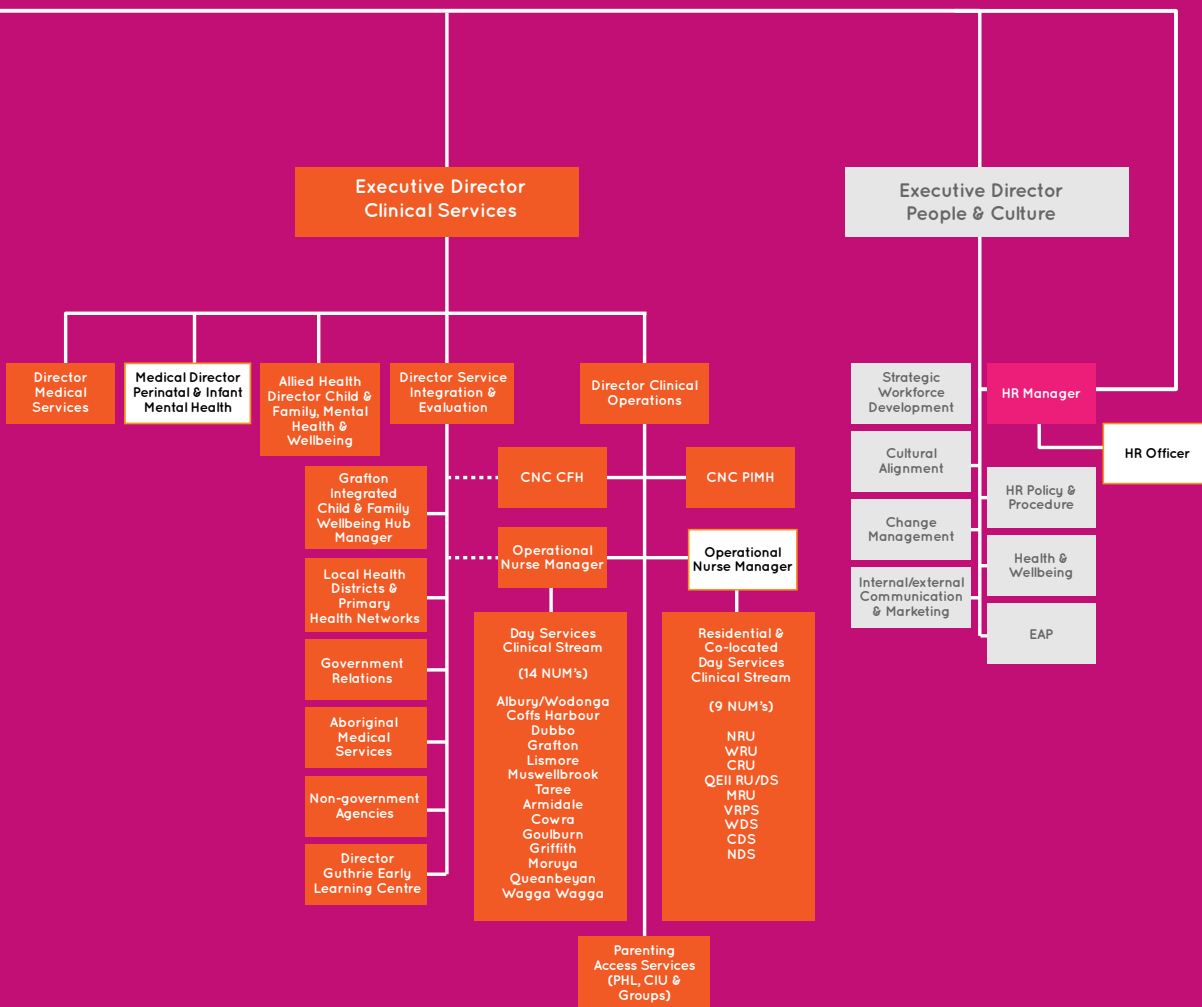 Executive Director
Clinical Services
Executive Director
People & Culture
Director
Medical
Services
Medical Director
Perinatal & Infant
Mental Health
Allied Health
Director Child &
Family, Mental
Health &
Wellbeing
Director Service
Integration &
Evaluation
Director Clinical
Operations
Strategic
Workforce
Development
HR Manager
HR Officer
Cultural
Alignment
HR Policy &
Procedure
Change
Management
Health &
Wellbeing
Internal/external
Communication
& Marketing
EAP
CNC CFH
CNC PIMH
Grafton
Integrated
Child & Family
Wellbeing Hub
Manager
Operational
Nurse Manager
Operational
Nurse Manager
Local Health
Districts &
Primary
Health Networks
Government
Relations
Aboriginal
Medical
Services
Non-government
Agencies
Director
Guthrie Early
Learning Centre
Day Services
Clinical Stream
(14 NUM's)
Albury/Wodonga
Coffs Harbour
Dubbo
Grafton
Lismore
Muswellbrook
Taree
Armidale
Cowra
Goulburn
Griffith
Moruya
Queanbeyan
Wagga Wagga
Residential &
Co-located
Day Services
Clinical Stream
(9 NUM's)
NRU
WRU
CRU
QEII RU/DS
MRU
VRPS
WDS
CDS
NDS
Parenting
Access Services
(PHL, CIU &
Groups)